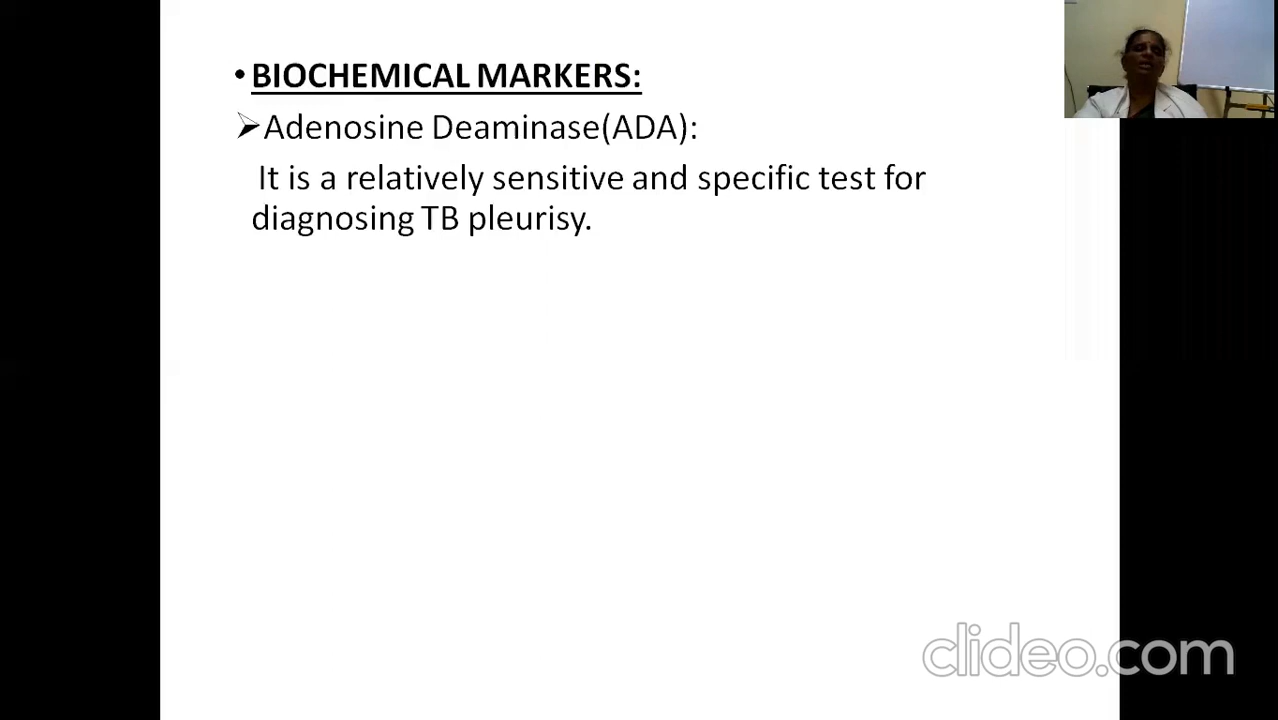 • BIOCHEMICAL MARKERS:
➢Adenosine Deaminase(ADA):
It is a relatively sensitive and specific test for
diagnosing TB pleurisy.
clideo.com